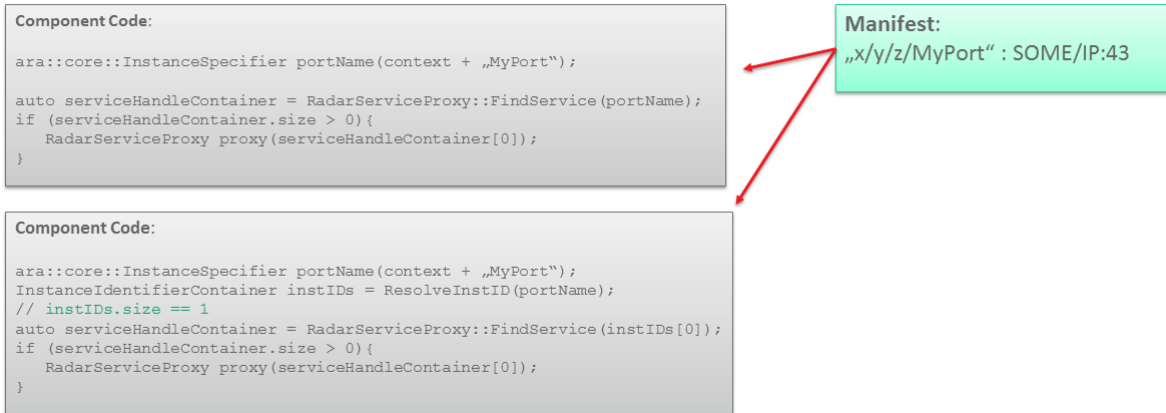 Component Code:
ara::core::InstanceSpecifier portName(context + „MyPort“);
auto serviceHandleContainer = RadarServiceProxy::FindService(portName);
if (serviceHandleContainer.size > 0){
RadarServiceProxy proxy(serviceHandleContainer[0]);
}
Manifest:
„x/y/z/MyPort“ : SOME/IP:43
Component Code:
ara::core::InstanceSpecifier portName(context + „MyPort“);
InstanceIdentifierContainer instIDs = ResolveInstID(portName);
// instIDs.size == 1
auto serviceHandleContainer = RadarServiceProxy::FindService(instIDs[0]);
if (serviceHandleContainer.size > 0){
RadarServiceProxy proxy(serviceHandleContainer[0]);
}